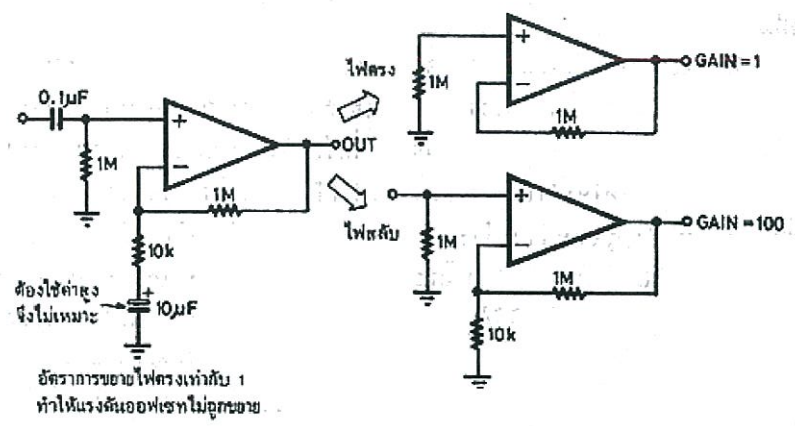 0.1µF
+
1M
−
OUT
1M
10k
+
10µF
ต้องใช้ค่าสูง
จึงไม่เหมาะ
อัตราการขยายไฟตรงเท่ากับ 1
ทำให้แรงดันออฟเซทไม่ถูกขยาย
ไฟตรง
1M
+
−
1M
GAIN=1
ไฟสลับ
1M
+
−
1M
10k
GAIN=100